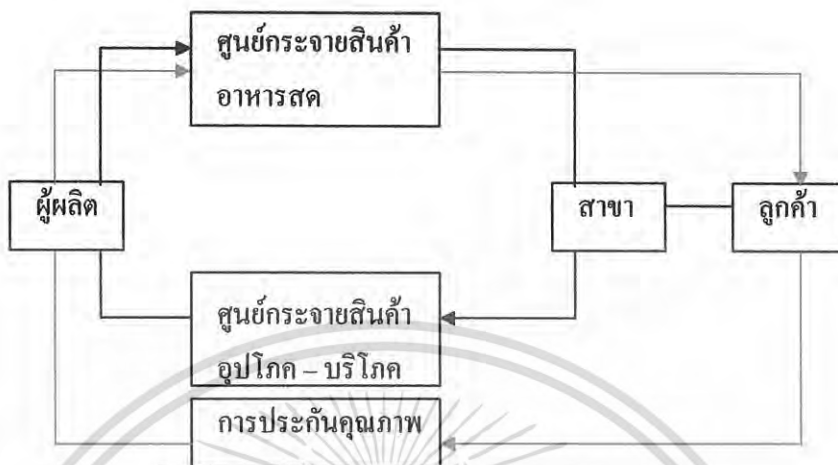 ศูนย์กระจายสินค้า
อาหารสด
ผู้ผลิต
สาขา
ลูกค้า
ศูนย์กระจายสินค้า
อุปโภค – บริโภค
การประกันคุณภาพ